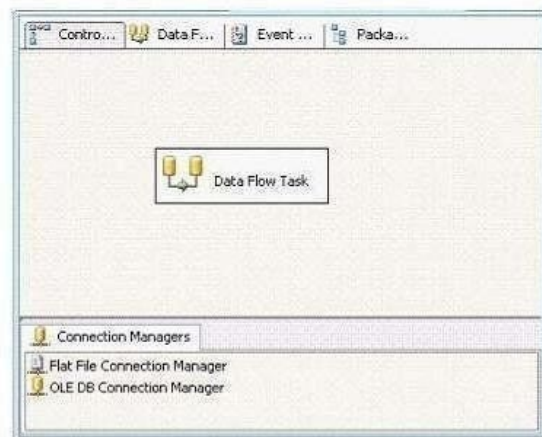 Contro... Data F... Event ... Packa...
Data Flow Task
Connection Managers
Flat File Connection Manager
OLE DB Connection Manager